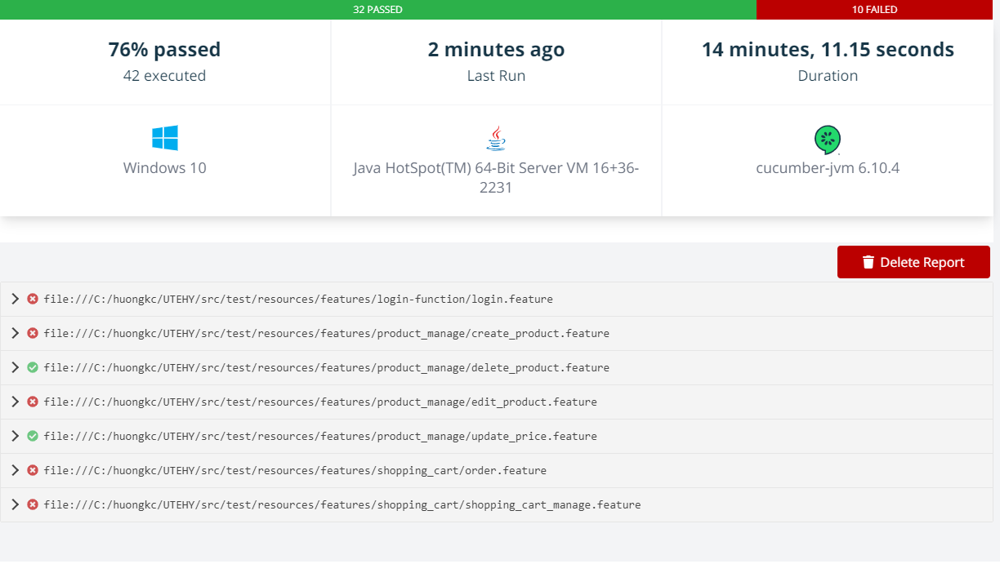 32 PASSED
10 FAILED
76% passed
42 executed
2 minutes ago
Last Run
14 minutes, 11.15 seconds
Duration
Windows 10
Java HotSpot(TM) 64-Bit Server VM 16+36-
2231
cucumber-jvm 6.10.4
Delete Report
file:///C:/huongkc/UTEHY/src/test/resources/features/login-function/login.feature
file:///C:/huongkc/UTEHY/src/test/resources/features/product_manage/create_product.feature
file:///C:/huongkc/UTEHY/src/test/resources/features/product_manage/delete_product.feature
file:///C:/huongkc/UTEHY/src/test/resources/features/product_manage/edit_product.feature
file:///C:/huongkc/UTEHY/src/test/resources/features/product_manage/update_price.feature
file:///C:/huongkc/UTEHY/src/test/resources/features/shopping_cart/order.feature
file:///C:/huongkc/UTEHY/src/test/resources/features/shopping_cart/shopping_cart_manage.feature